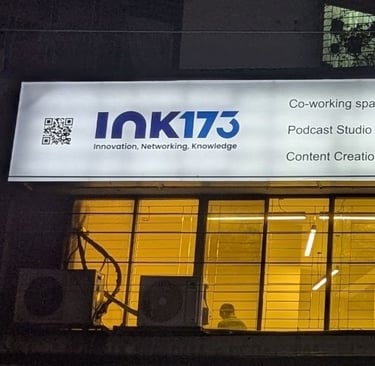 INK173
Innovation, Networking, Knowledge
Co-working spa
Podcast Studio
Content Creatio